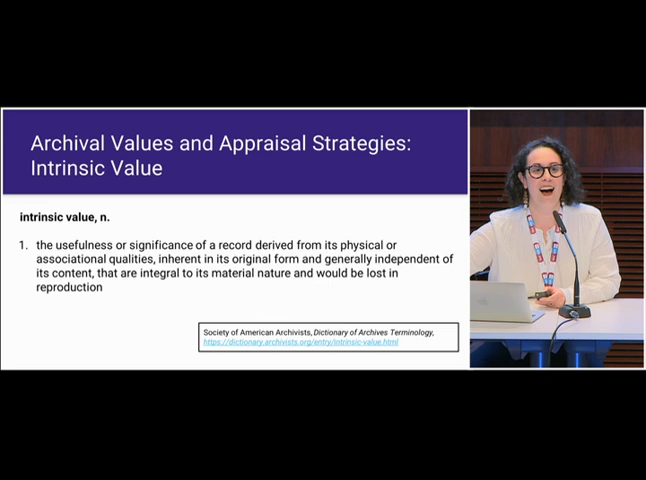 Archival Values and Appraisal Strategies:
Intrinsic Value
intrinsic value, n.
1. the usefulness or significance of a record derived from its physical or
associational qualities, inherent in its original form and generally independent of
its content, that are integral to its material nature and would be lost in
reproduction
Society of American Archivists, Dictionary of Archives Terminology,
https://dictionary.archivists.org/entry/intrinsic-value.html